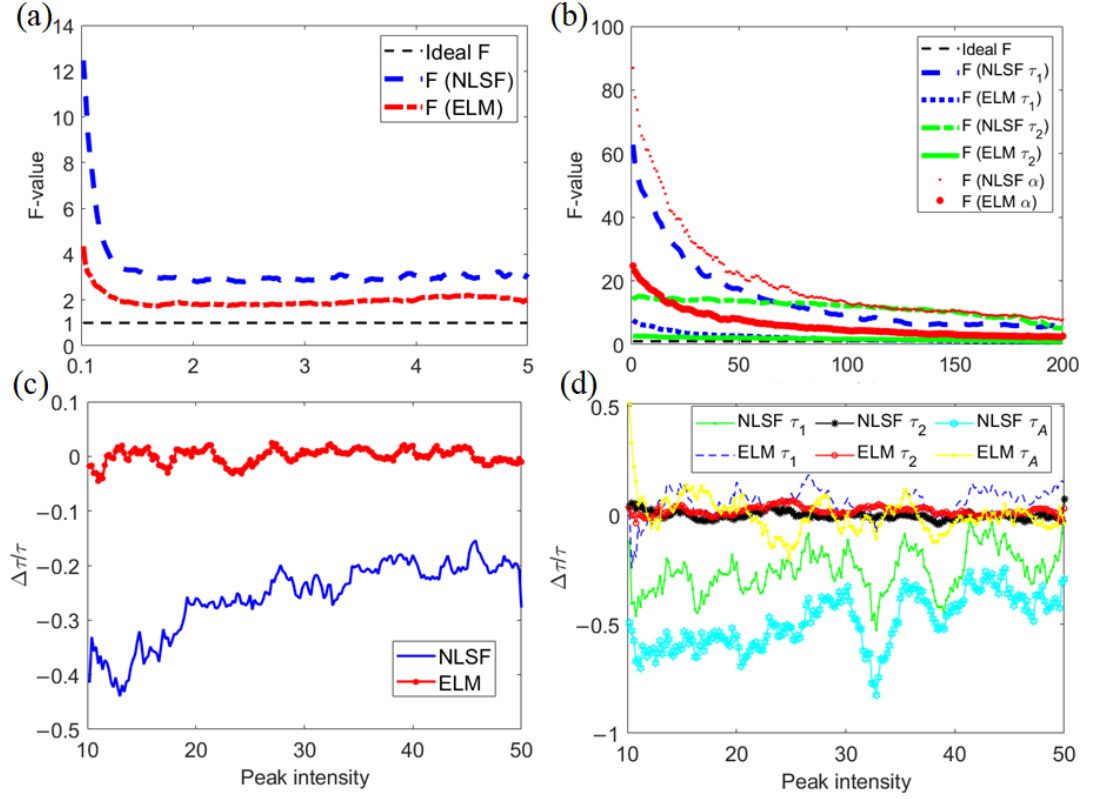 (a)
14
12
10
8
6
4
2
1
0
F-value
0.1 1 2 3 4 5
Peak intensity
Ideal F
F (NLSF)
F (ELM)
(b)
100
80
60
40
20
0
F-value
0 50 100 150 200
Ideal F
F (NLSF τ1)
F (ELM τ1)
F (NLSF τ2)
F (ELM τ2)
F (NLSF α)
F (ELM α)
(c)
0.1
0
−0.1
−0.2
−0.3
−0.4
−0.5
Δτ/τ
10 20 30 40 50
Peak intensity
NLSF
ELM
(d)
0.5
0
−0.5
−1
Δτ/τ
10 20 30 40 50
Peak intensity
NLSF τ1 NLSF τ2 NLSF τA
ELM τ1 ELM τ2 ELM τA